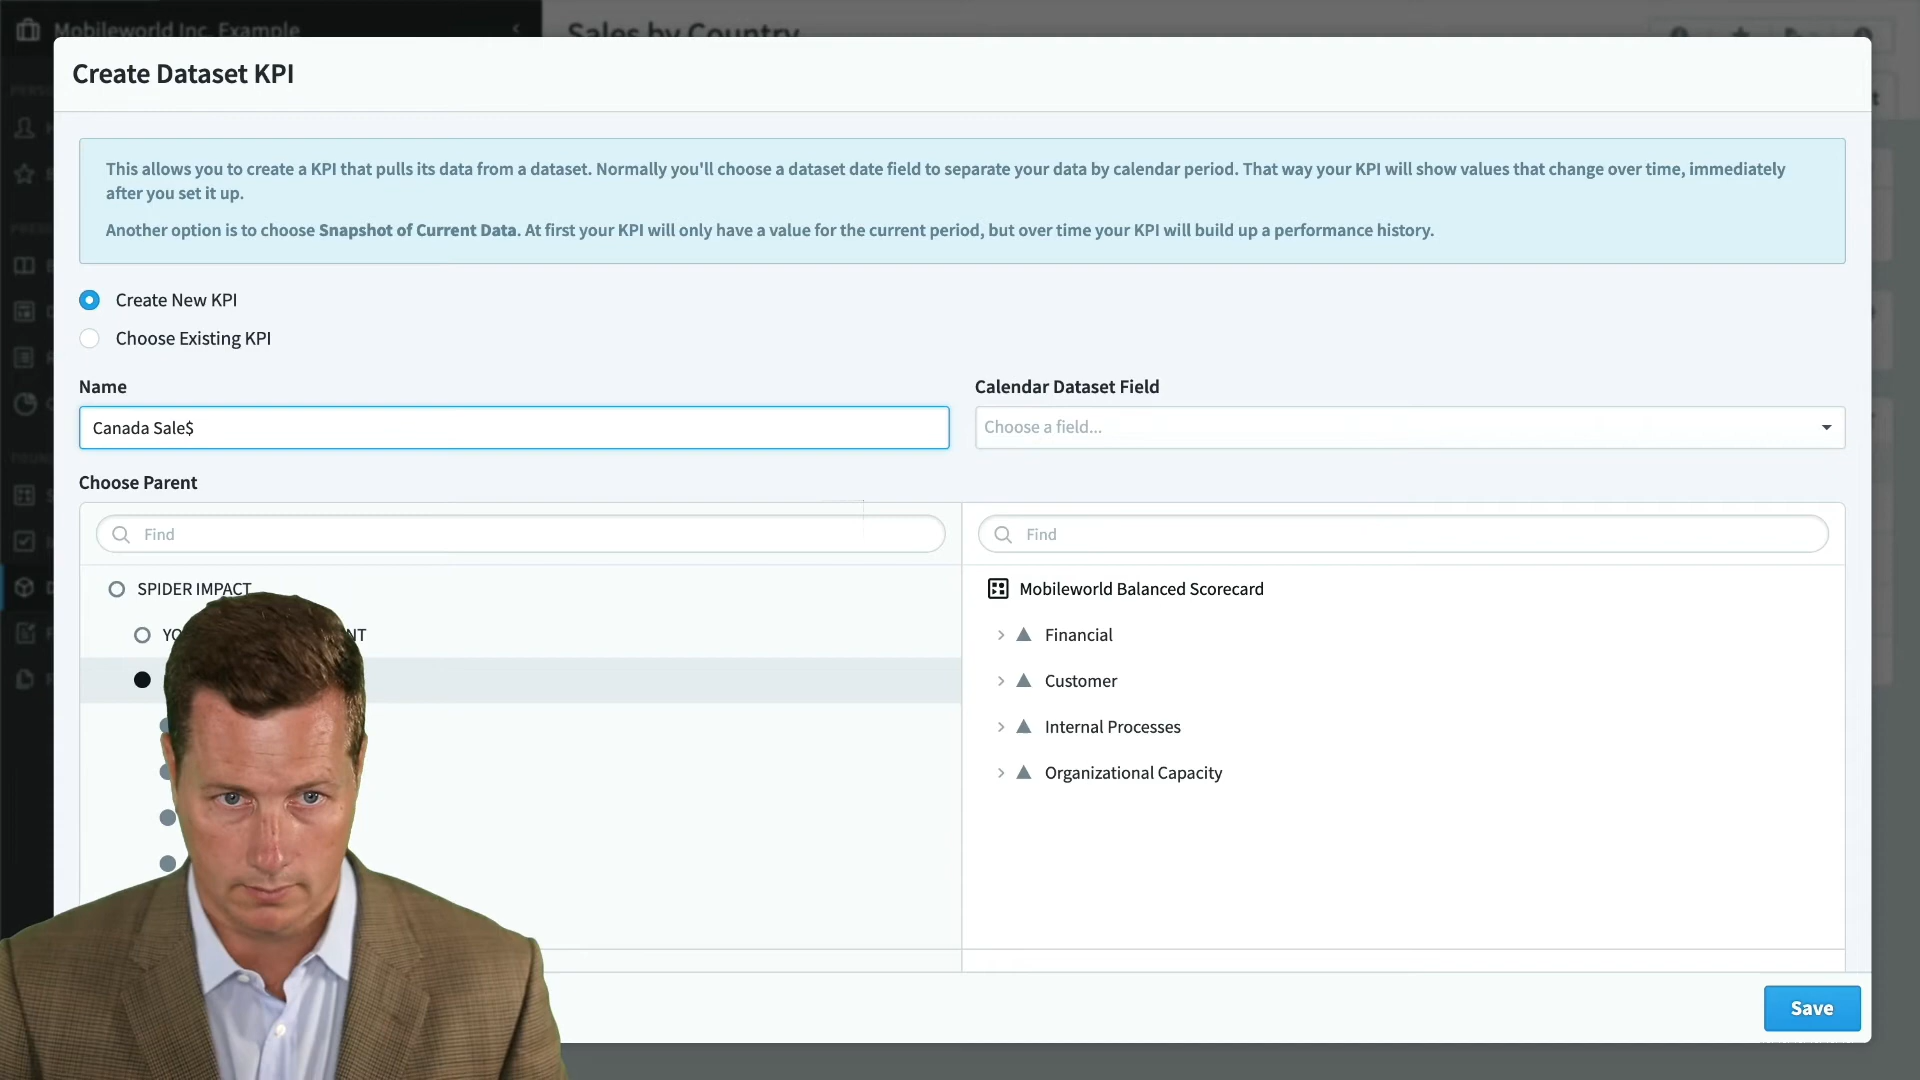 Mobileworld Inc. Example
Sales by Country
Create Dataset KPI
This allows you to create a KPI that pulls its data from a dataset. Normally you'll choose a dataset date field to separate your data by calendar period. That way your KPI will show values that change over time, immediately
after you set it up.
Another option is to choose Snapshot of Current Data. At first your KPI will only have a value for the current period, but over time your KPI will build up a performance history.
Create New KPI
Choose Existing KPI
Name
Calendar Dataset Field
Canada Sale$
Choose a field...
Choose Parent
Find
Find
SPIDER IMPACT
Mobileworld Balanced Scorecard
Financial
Customer
Internal Processes
Organizational Capacity
Save